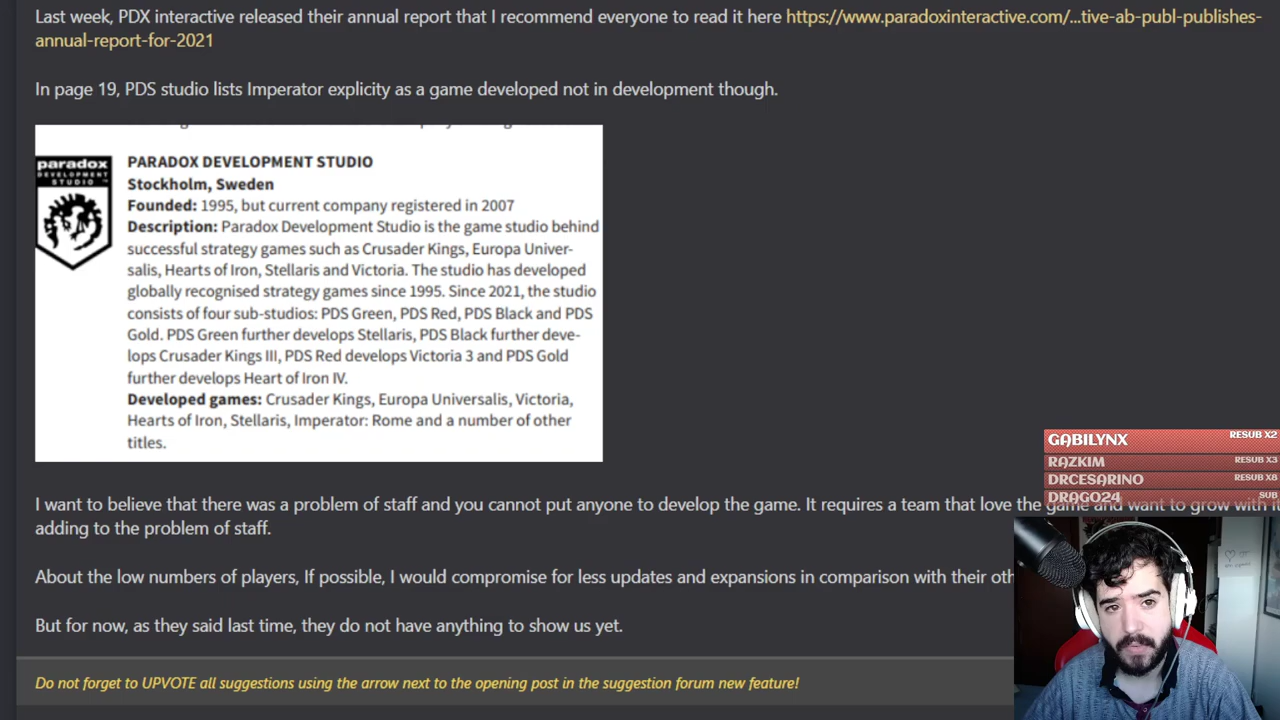 Last week, PDX interactive released their annual report that I recommend everyone to read it here https://www.paradoxinteractive.com/...tive-ab-publ-publishes-
annual-report-for-2021
In page 19, PDS studio lists Imperator explicity as a game developed not in development though.
paradox
DEVELOPMENT
STUDIO
PARADOX DEVELOPMENT STUDIO
Stockholm, Sweden
Founded: 1995, but current company registered in 2007
Description: Paradox Development Studio is the game studio behind
successful strategy games such as Crusader Kings, Europa Univer-
salis, Hearts of Iron, Stellaris and Victoria. The studio has developed
globally recognised strategy games since 1995. Since 2021, the studio
consists of four sub-studios: PDS Green, PDS Red, PDS Black and PDS
Gold. PDS Green further develops Stellaris, PDS Black further deve-
lops Crusader Kings III, PDS Red develops Victoria 3 and PDS Gold
further develops Heart of Iron IV.
Developed games: Crusader Kings, Europa Universalis, Victoria,
Hearts of Iron, Stellaris, Imperator: Rome and a number of other
titles.
GABILYNX RESUB X2
RAZKIM RESUB X3
DRCESARINO RESUB X8
DRAGO24 SUB
I want to believe that there was a problem of staff and you cannot put anyone to develop the game. It requires a team that love the game and want to grow with it
adding to the problem of staff.
About the low numbers of players, If possible, I would compromise for less updates and expansions in comparison with their oth
But for now, as they said last time, they do not have anything to show us yet.
Do not forget to UPVOTE all suggestions using the arrow next to the opening post in the suggestion forum new feature!